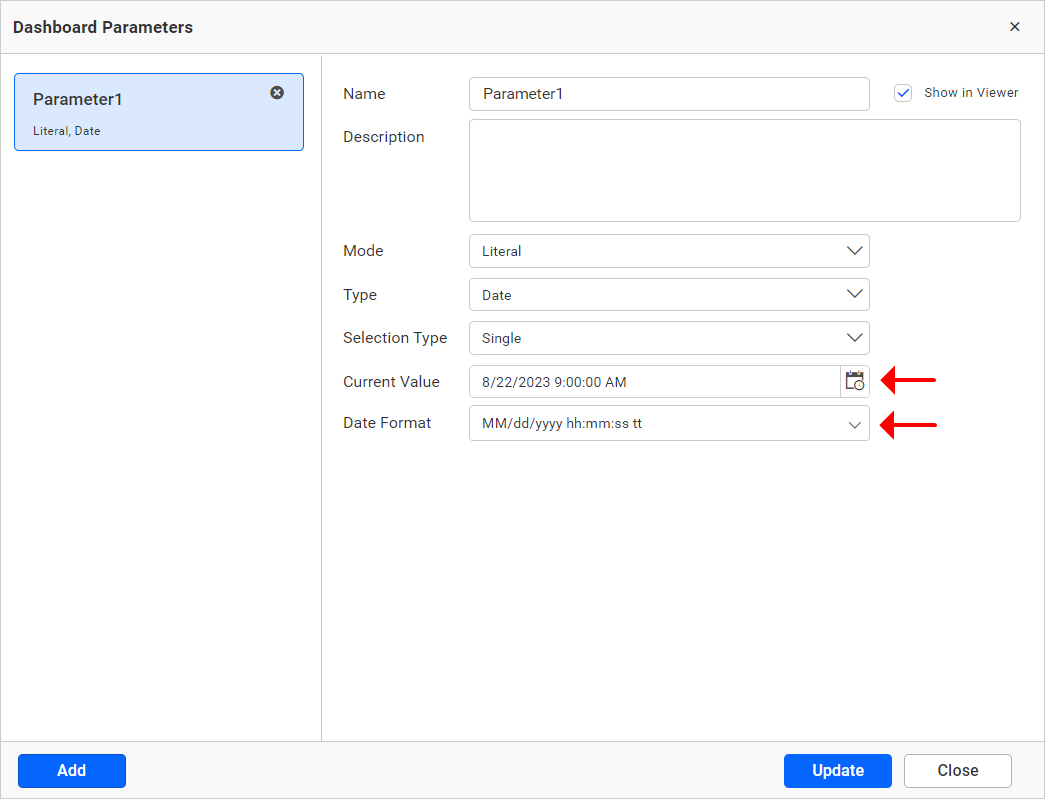 Dashboard Parameters
Parameter1
Literal, Date
Name
Parameter1
Show in Viewer
Description
Mode
Literal
Type
Date
Selection Type
Single
Current Value
8/22/2023 9:00:00 AM
Date Format
MM/dd/yyyy hh:mm:ss tt
Add
Update
Close